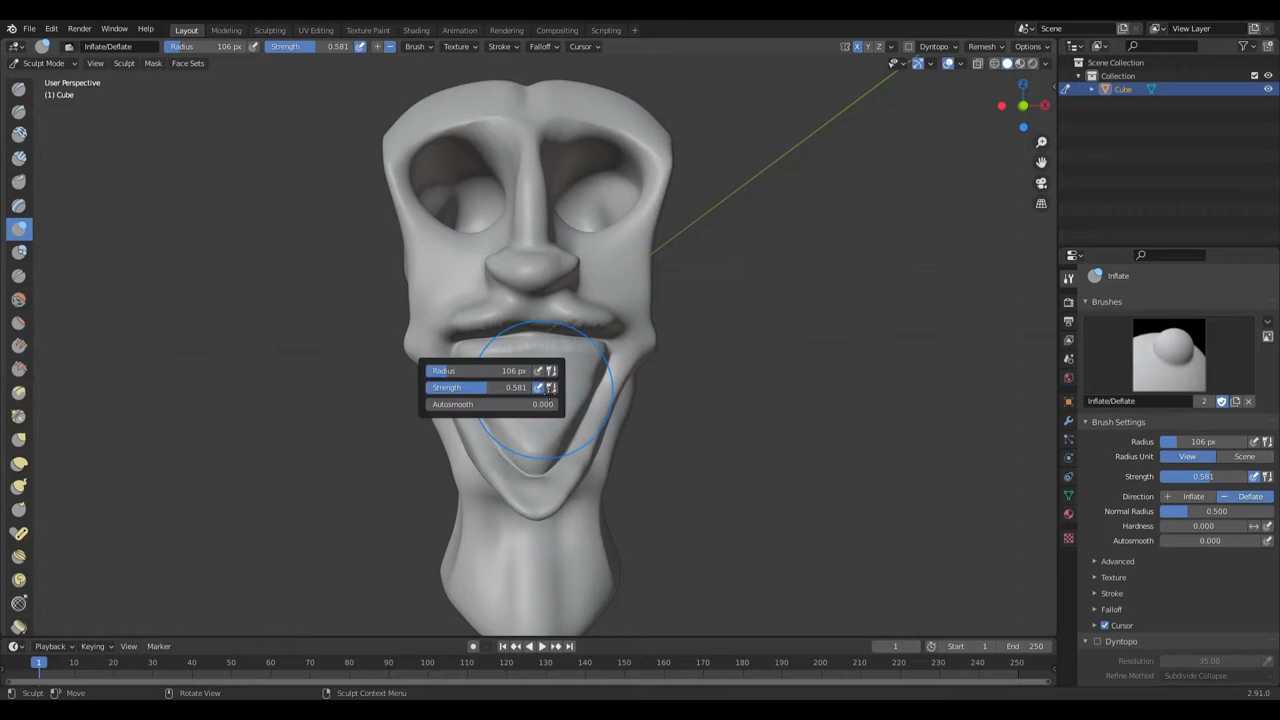 File Edit Render Window Help Layout Modeling Sculpting UV Editing Texture Paint Shading Animation Rendering Compositing Scripting + Scene View Layer
Inflate/Deflate Radius 106 px Strength 0.581 Brush Texture Stroke Falloff Cursor X Y Z Dyntopo Remesh Options
Sculpt Mode View Sculpt Mask Face Sets
User Perspective
(1) Cube
Z
Scene Collection
Collection
Cube
Radius 106 px
Strength 0.581
Autosmooth 0.000
Inflate
Brushes
Inflate/Deflate 2
Brush Settings
Radius 106 px
Radius Unit View Scene
Strength 0.581
Direction + Inflate − Deflate
Normal Radius 0.500
Hardness 0.000
Autosmooth 0.000
Advanced
Texture
Stroke
Falloff
Cursor
Dyntopo
Resolution 35.00
Refine Method Subdivide Collapse
Playback Keying View Marker 1 Start 1 End 250
1 10 20 30 40 50 60 70 80 90 100 110 120 130 140 150 160 170 180 190 200 210 220 230 240 250
Sculpt Move Rotate View Sculpt Context Menu 2.91.0